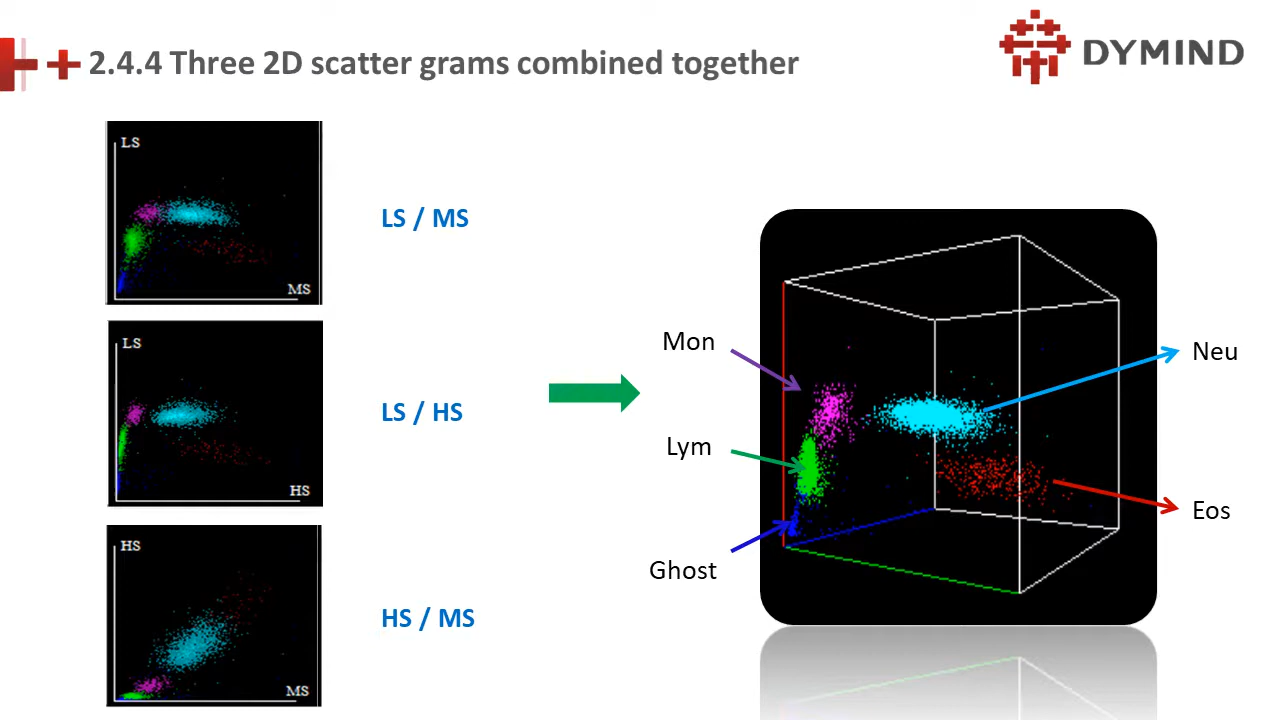 2.4.4 Three 2D scatter grams combined together
DYMIND
LS
MS
LS / MS
LS
HS
LS / HS
HS
MS
HS / MS
Mon
Lym
Ghost
Neu
Eos